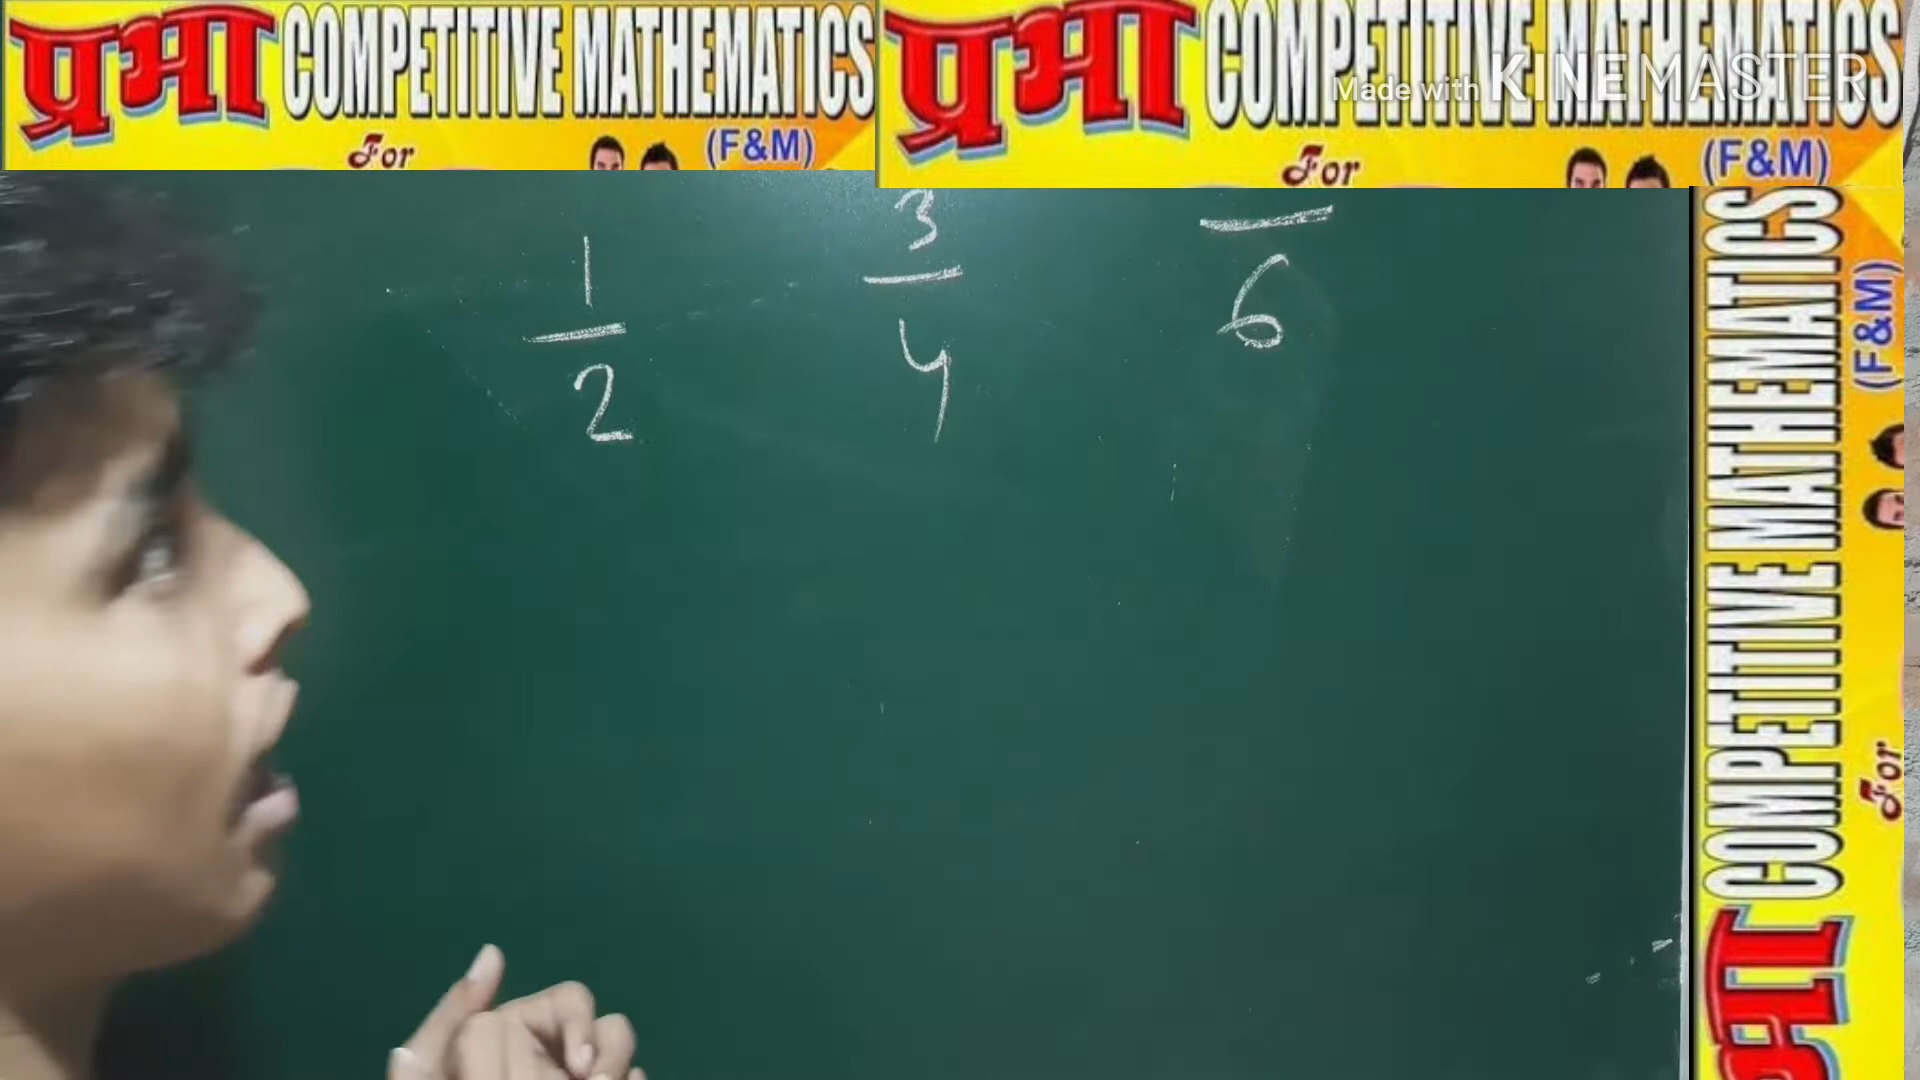 प्रभा COMPETITIVE MATHEMATICS
For
(F&M)
प्रभा COMPETITIVE MATHEMATICS
Made with KINEMASTER
For
(F&M)
1
2
3
4
6
प्रभा COMPETITIVE MATHEMATICS
For
(F&M)